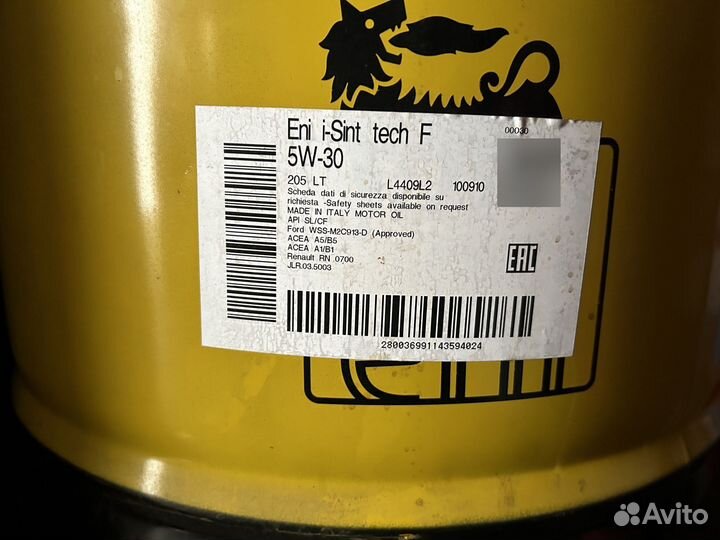 Eni i-Sint tech F
00030
5W-30
205 LT L4409L2 100910
Scheda dati di sicurezza disponibile su
richiesta -Safety sheets available on request
MADE IN ITALY MOTOR OIL
API SL/CF
Ford WSS-M2C913-D (Approved)
ACEA A5/B5
ACEA A1/B1
Renault RN 0700
JLR.03.5003
EAC
280036991143594024
eni
Avito